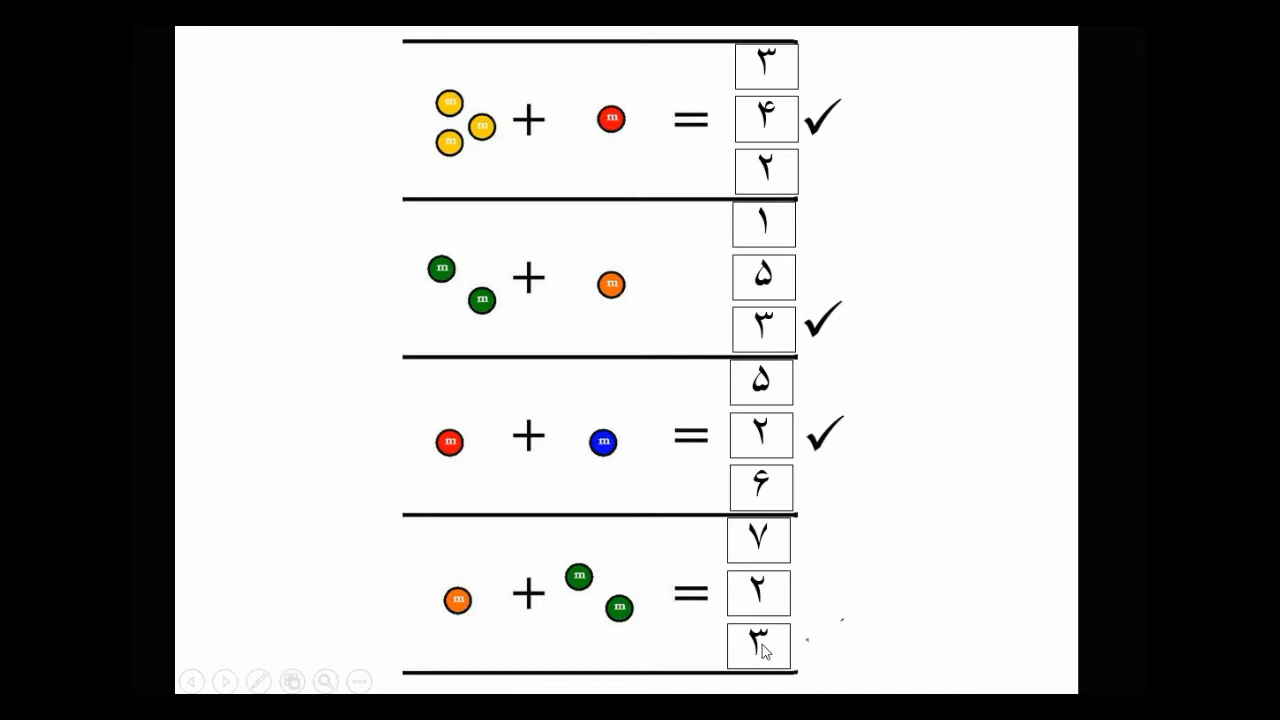 ۳
m m m + m = ۴ ✓
۲
۱
m m + m ۵
۳ ✓
۵
m + m = ۲ ✓
۶
۷
m + m m = ۲
۳